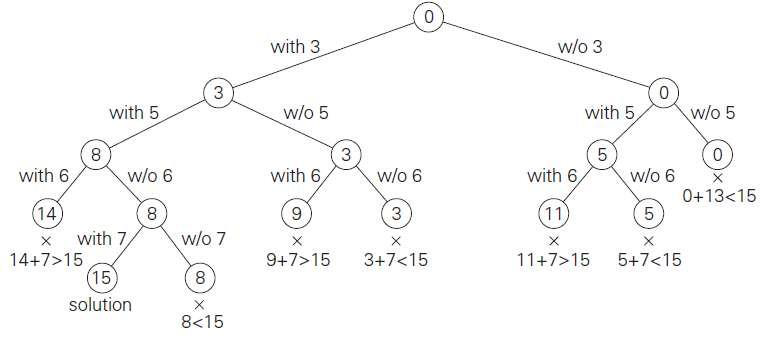 0
with 3
w/o 3
3
0
with 5
w/o 5
with 5
w/o 5
8
3
5
0
with 6
w/o 6
with 6
w/o 6
with 6
w/o 6
×
0+13<15
14
8
9
3
11
5
×
with 7
w/o 7
×
×
×
×
14+7>15
9+7>15
3+7<15
11+7>15
5+7<15
15
8
solution
×
8<15